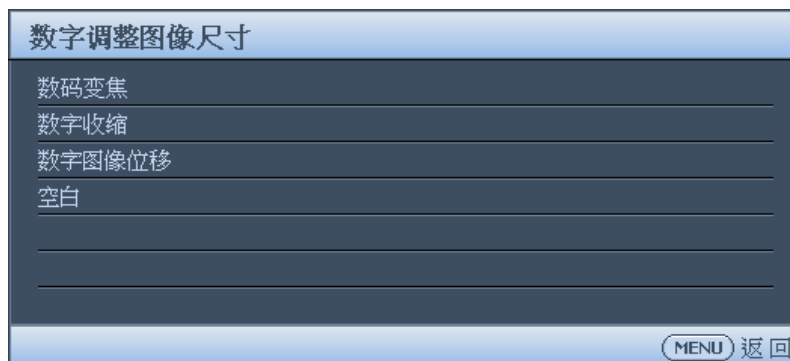 数字调整图像尺寸
数码变焦
数字收缩
数字图像位移
空白
MENU 返回